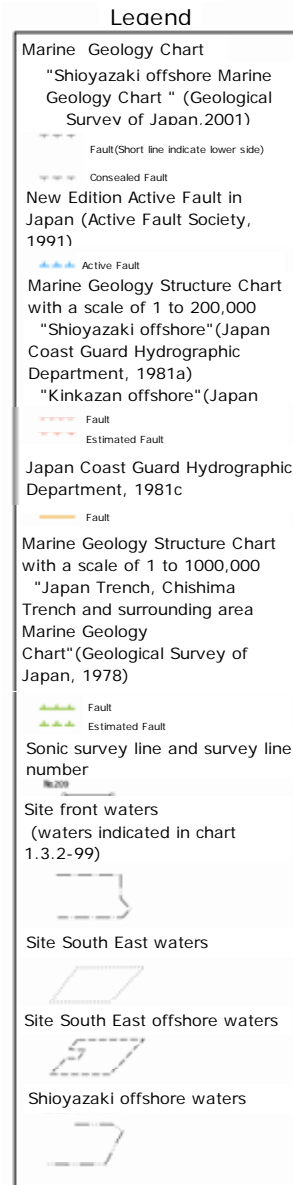 Legend
Marine Geology Chart
"Shioyazaki offshore Marine
Geology Chart " (Geological
Survey of Japan.2001)
Fault(Short line indicate lower side)
Consealed Fault
New Edition Active Fault in
Japan (Active Fault Society,
1991)
Active Fault
Marine Geology Structure Chart
with a scale of 1 to 200,000
"Shioyazaki offshore"(Japan
Coast Guard Hydrographic
Department, 1981a)
"Kinkazan offshore"(Japan
Fault
Estimated Fault
Japan Coast Guard Hydrographic
Department, 1981c
Fault
Marine Geology Structure Chart
with a scale of 1 to 1000,000
"Japan Trench, Chishima
Trench and surrounding area
Marine Geology
Chart"(Geological Survey of
Japan, 1978)
Fault
Estimated Fault
Sonic survey line and survey line
number
No.209
Site front waters
(waters indicated in chart
1.3.2-99)
Site South East waters
Site South East offshore waters
Shioyazaki offshore waters